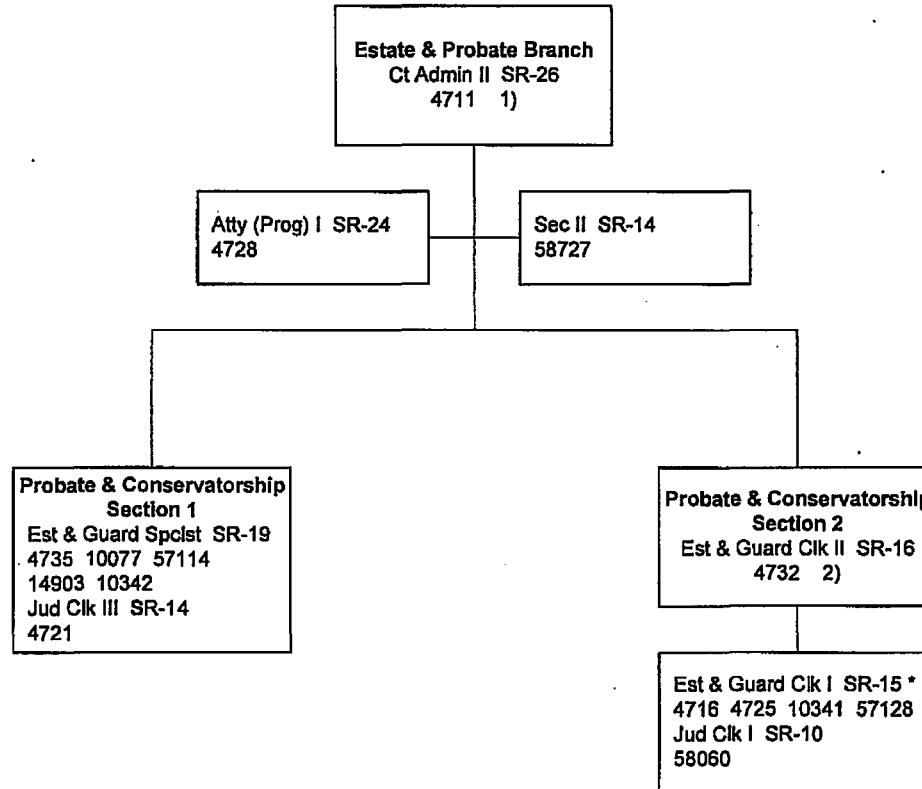 Estate & Probate Branch
Ct Admin II SR-26
4711 1)
Atty (Prog) I SR-24
4728
Sec II SR-14
58727
Probate & Conservatorship
Section 1
Est & Guard Spclst SR-19
4735 10077 57114
14903 10342
Jud Clk III SR-14
4721
Probate & Conservatorship
Section 2
Est & Guard Clk II SR-16
4732 2)
Est & Guard Clk I SR-15 *
4716 4725 10341 57128
Jud Clk I SR-10
58060